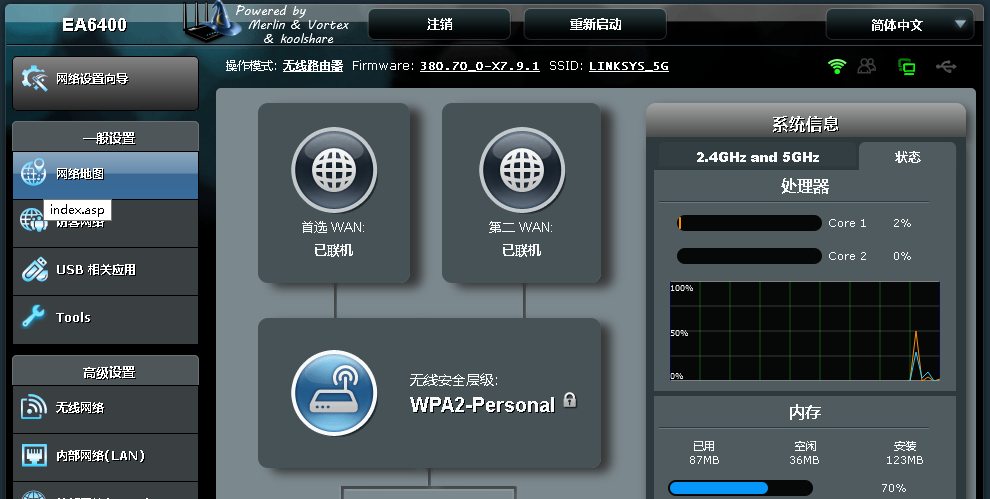 EA6400
Powered by
Merlin & Vortex
& koolshare
注销
重新启动
简体中文
操作模式: 无线路由器 Firmware: 380.70_0-X7.9.1 SSID: LINKSYS_5G
网络设置向导
一般设置
网络地图
index.asp
访客网络
USB 相关应用
Tools
高级设置
无线网络
内部网络(LAN)
首选 WAN:
已联机
第二 WAN:
已联机
无线安全层级:
WPA2-Personal
系统信息
2.4GHz and 5GHz
状态
处理器
Core 1 2%
Core 2 0%
100%
50%
0%
内存
已用 空闲 安装
87MB 36MB 123MB
70%